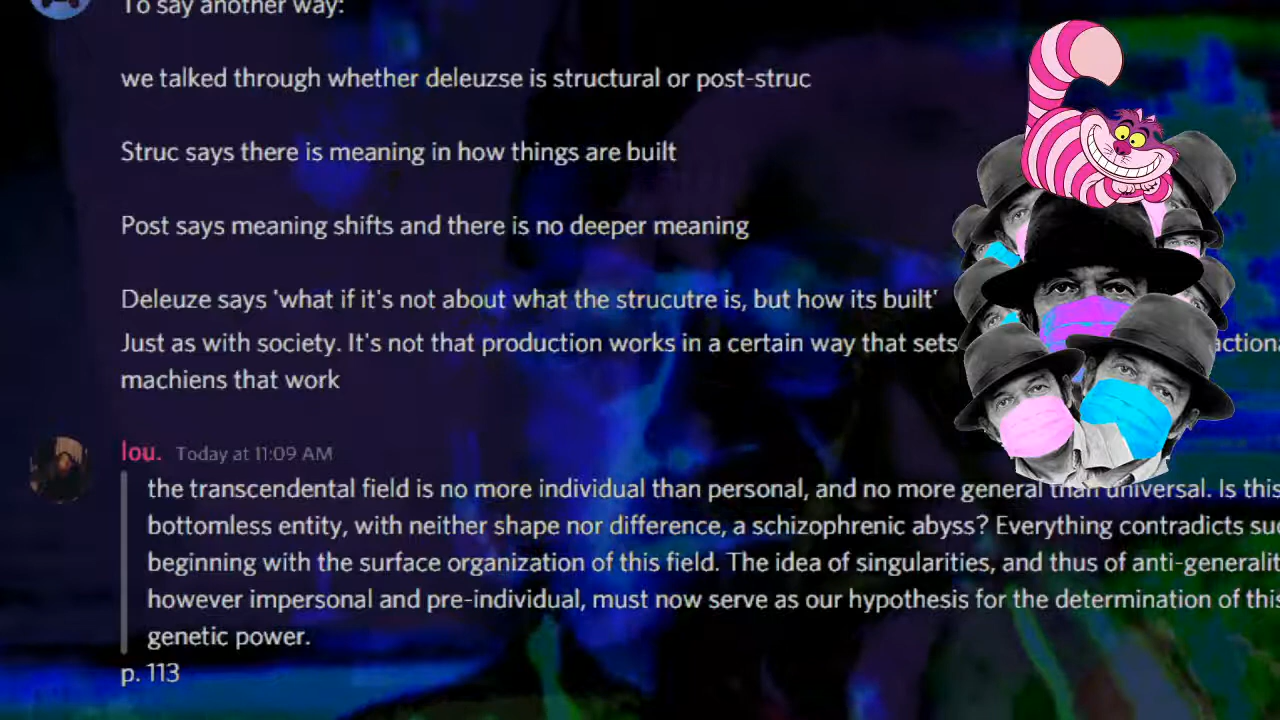 To say another way:
we talked through whether deleuzse is structural or post-struc
Struc says there is meaning in how things are built
Post says meaning shifts and there is no deeper meaning
Deleuze says 'what if it's not about what the strucutre is, but how its built'
Just as with society. It's not that production works in a certain way that sets
machiens that work
lou. Today at 11:09 AM
the transcendental field is no more individual than personal, and no more general than universal. Is this
bottomless entity, with neither shape nor difference, a schizophrenic abyss? Everything contradicts
beginning with the surface organization of this field. The idea of singularities, and thus of
however impersonal and pre-individual, must now serve as our hypothesis for the determination of this
genetic power.
p. 113